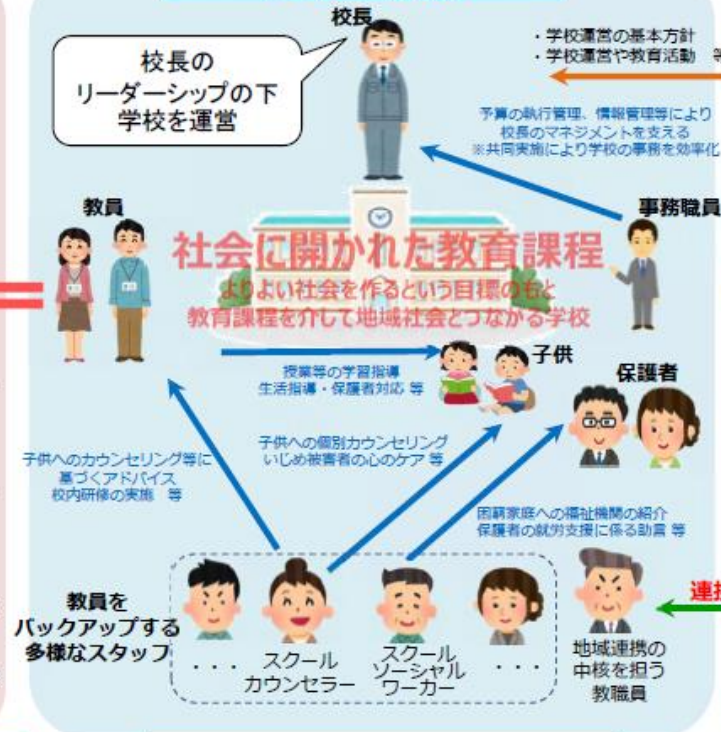 校長
校長の
リーダーシップの下
学校を運営
・学校運営の基本方針
・学校運営や教育活動 等
予算の執行管理、情報管理等により
校長のマネジメントを支える
※共同実施により学校の事務を効率化
教員
事務職員
社会に開かれた教育課程
よりよい社会を作るという目標のもと
教育課程を介して地域社会とつながる学校
授業等の学習指導
生活指導・保護者対応 等
子供
保護者
子供へのカウンセリング等に
基づくアドバイス
校内研修の実施 等
子供への個別カウンセリング
いじめ被害者の心のケア 等
困窮家庭への福祉機関の紹介
保護者の就労支援に係る助言 等
教員を
バックアップする
多様なスタッフ
・・・
スクール
カウンセラー
スクール
ソーシャル
ワーカー
・・・
地域連携の
中核を担う
教職員
連携